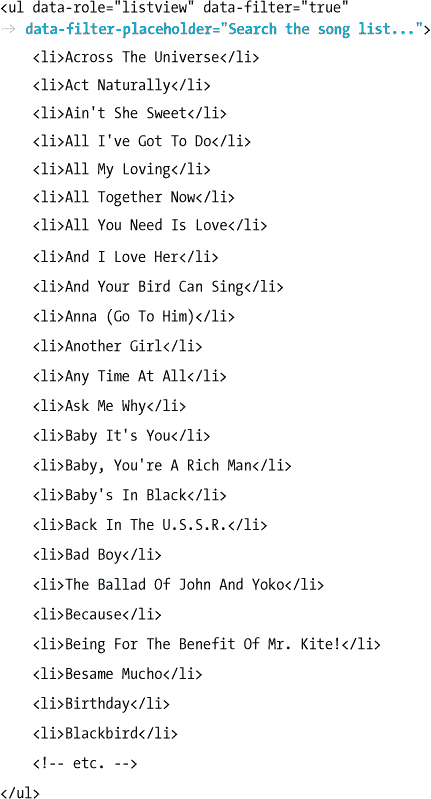 <ul data-role="listview" data-filter="true"
→ data-filter-placeholder="Search the song list...">
<li>Across The Universe</li>
<li>Act Naturally</li>
<li>Ain't She Sweet</li>
<li>All I've Got To Do</li>
<li>All My Loving</li>
<li>All Together Now</li>
<li>All You Need Is Love</li>
<li>And I Love Her</li>
<li>And Your Bird Can Sing</li>
<li>Anna (Go To Him)</li>
<li>Another Girl</li>
<li>Any Time At All</li>
<li>Ask Me Why</li>
<li>Baby It's You</li>
<li>Baby, You're A Rich Man</li>
<li>Baby's In Black</li>
<li>Back In The U.S.S.R.</li>
<li>Bad Boy</li>
<li>The Ballad Of John And Yoko</li>
<li>Because</li>
<li>Being For The Benefit Of Mr. Kite!</li>
<li>Besame Mucho</li>
<li>Birthday</li>
<li>Blackbird</li>
<!-- etc. -->
</ul>